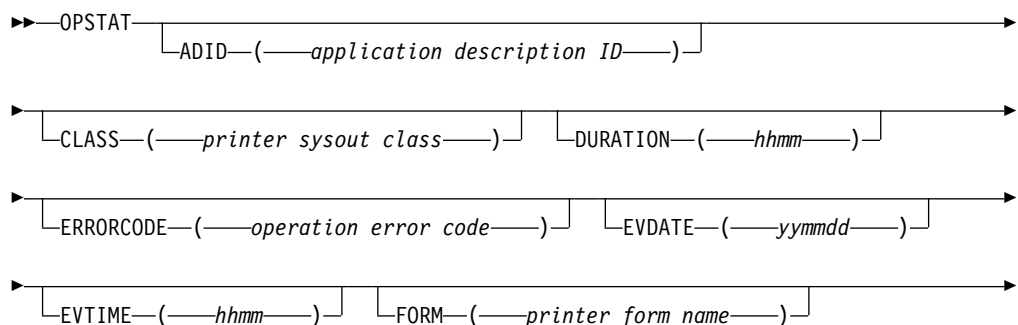 OPSTAT
ADID ( application description ID )
CLASS ( printer sysout class ) DURATION ( hhmm )
ERRORCODE ( operation error code ) EVDATE ( yymmdd )
EVTIME ( hhmm ) FORM ( printer form name )